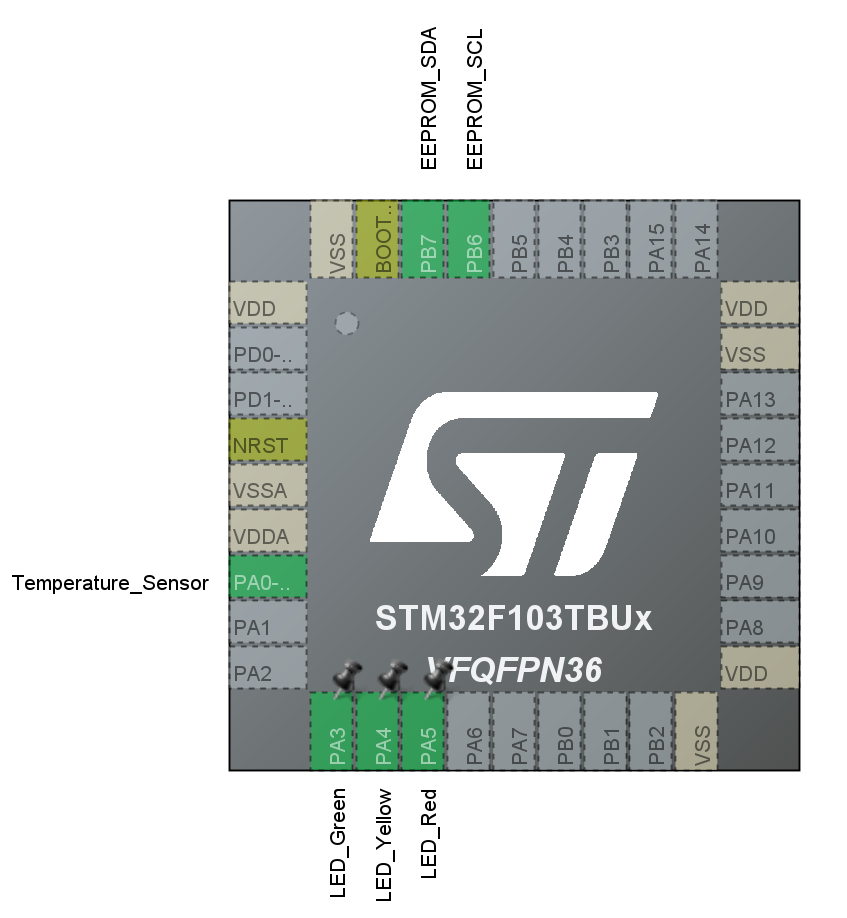 EEPROM_SDA
EEPROM_SCL
VSS
BOOT..
PB7
PB6
PB5
PB4
PB3
PA15
PA14
VDD
PD0-..
PD1-..
NRST
VSSA
VDDA
Temperature_Sensor
PA0-..
PA1
PA2
VDD
VSS
PA13
PA12
PA11
PA10
PA9
PA8
VDD
ST
STM32F103TBUx
VFQFPN36
PA3
PA4
PA5
PA6
PA7
PB0
PB1
PB2
VSS
LED_Green
LED_Yellow
LED_Red